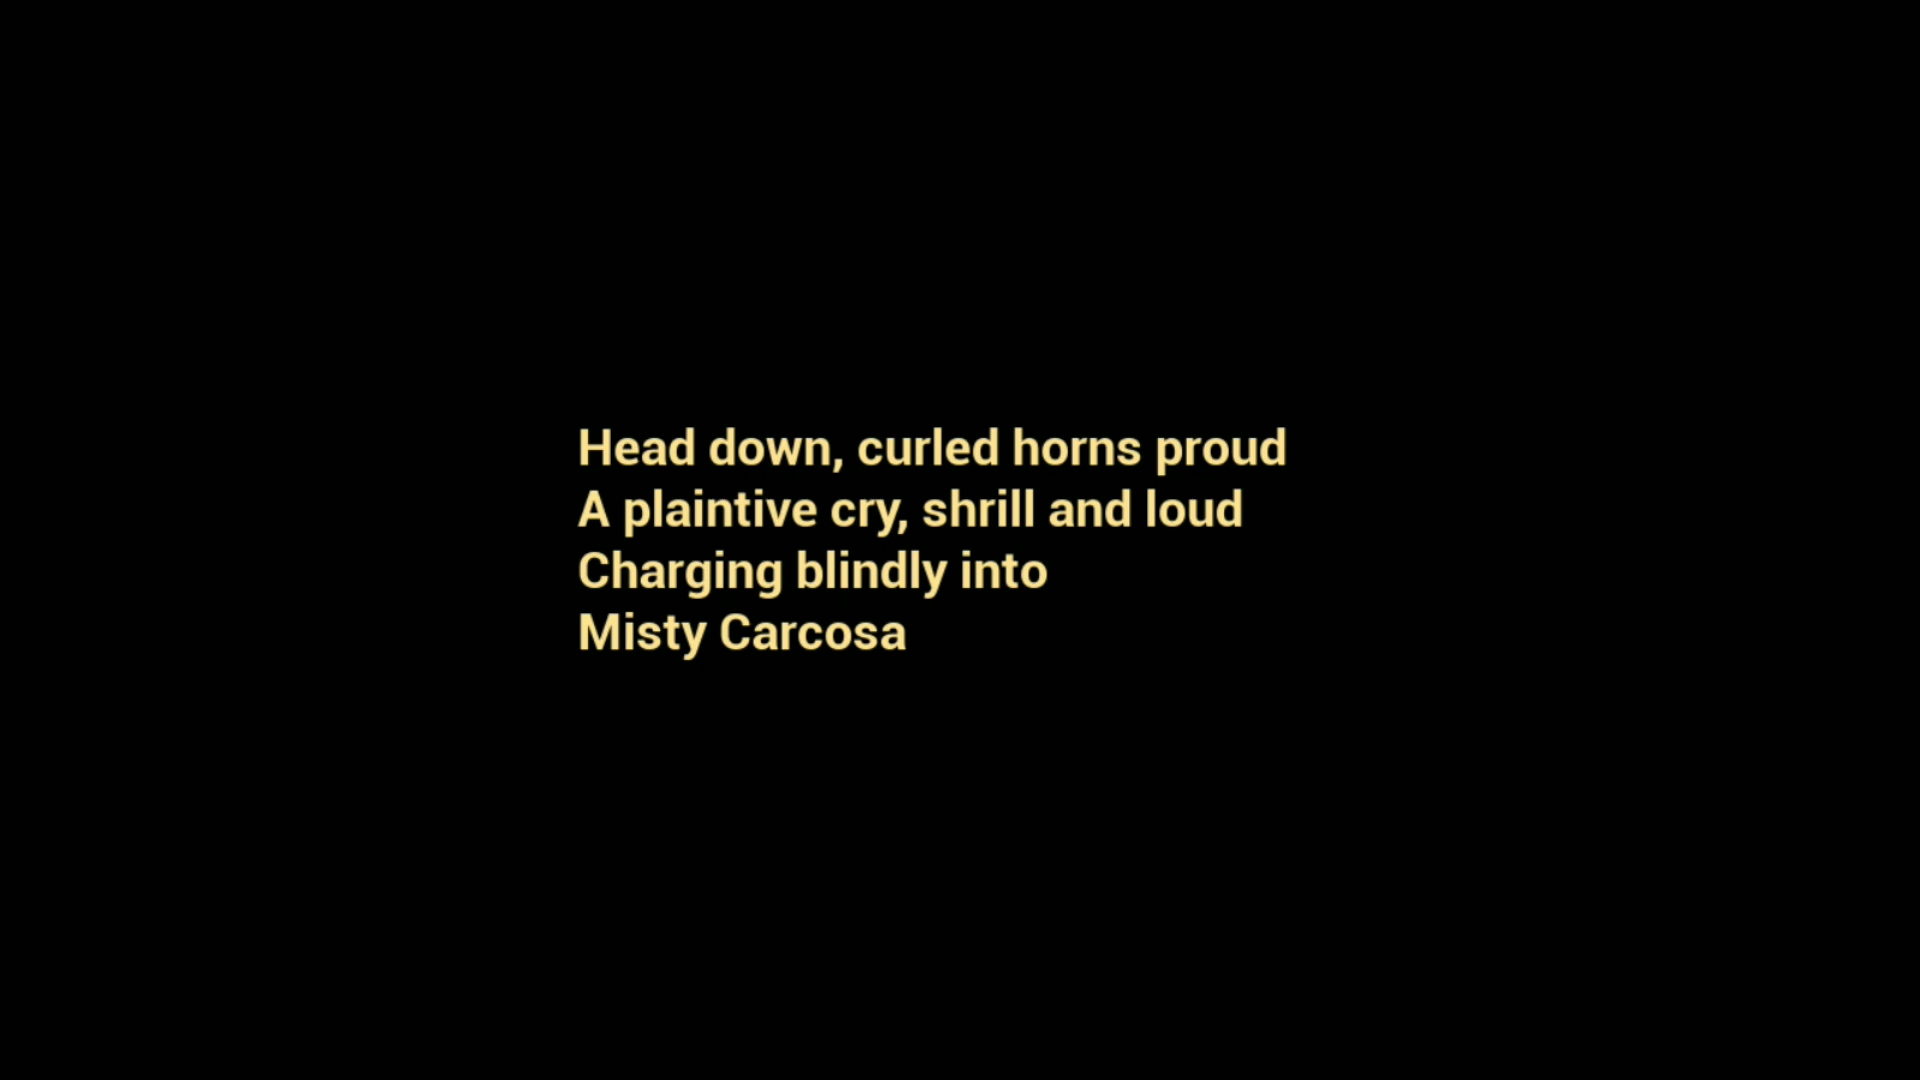 Head down, curled horns proud
A plaintive cry, shrill and loud
Charging blindly into
Misty Carcosa